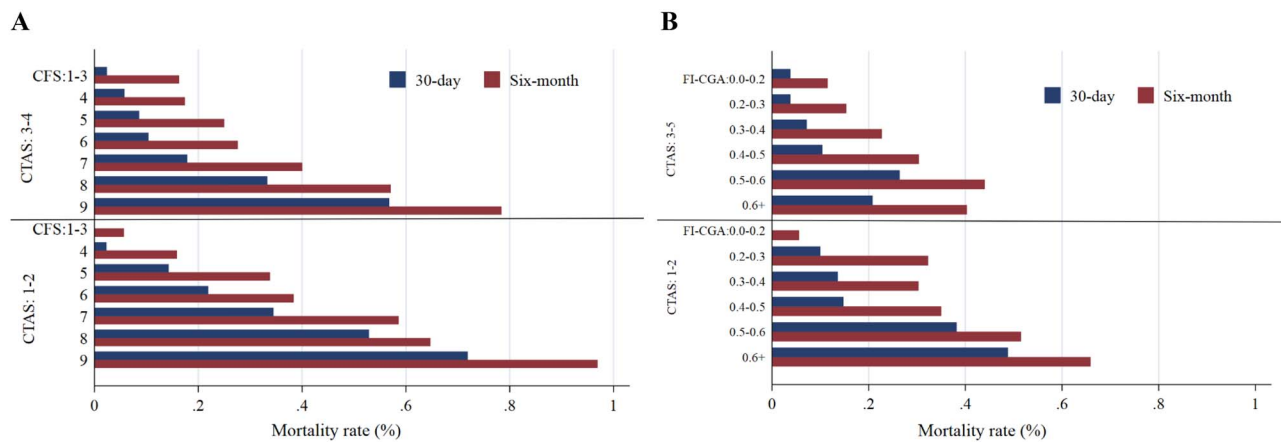 A
CFS:1-3
4
5
6
7
8
9
CTAS: 3-4
30-day
Six-month
CFS:1-3
4
5
6
7
8
9
CTAS: 1-2
0
.2
.4
.6
.8
1
Mortality rate (%)
B
FI-CGA:0.0-0.2
0.2-0.3
0.3-0.4
0.4-0.5
0.5-0.6
0.6+
CTAS: 3-5
30-day
Six-month
FI-CGA:0.0-0.2
0.2-0.3
0.3-0.4
0.4-0.5
0.5-0.6
0.6+
CTAS: 1-2
0
.2
.4
.6
.8
1
Mortality rate (%)